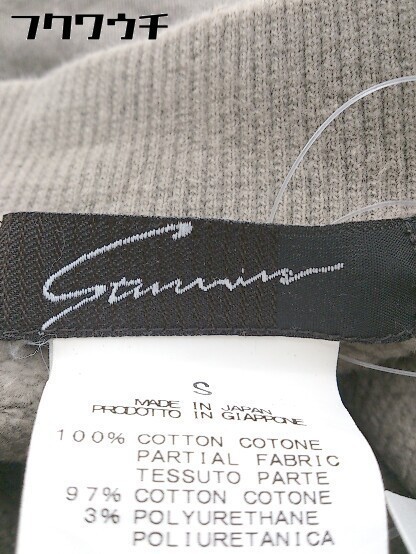 フクワウチ
S
MADE IN JAPAN
PRODOTTO IN GIAPPONE
100% COTTON COTONE
PARTIAL FABRIC
TESSUTO PARTE
97% COTTON COTONE
3% POLYURETHANE
POLIURETANICA